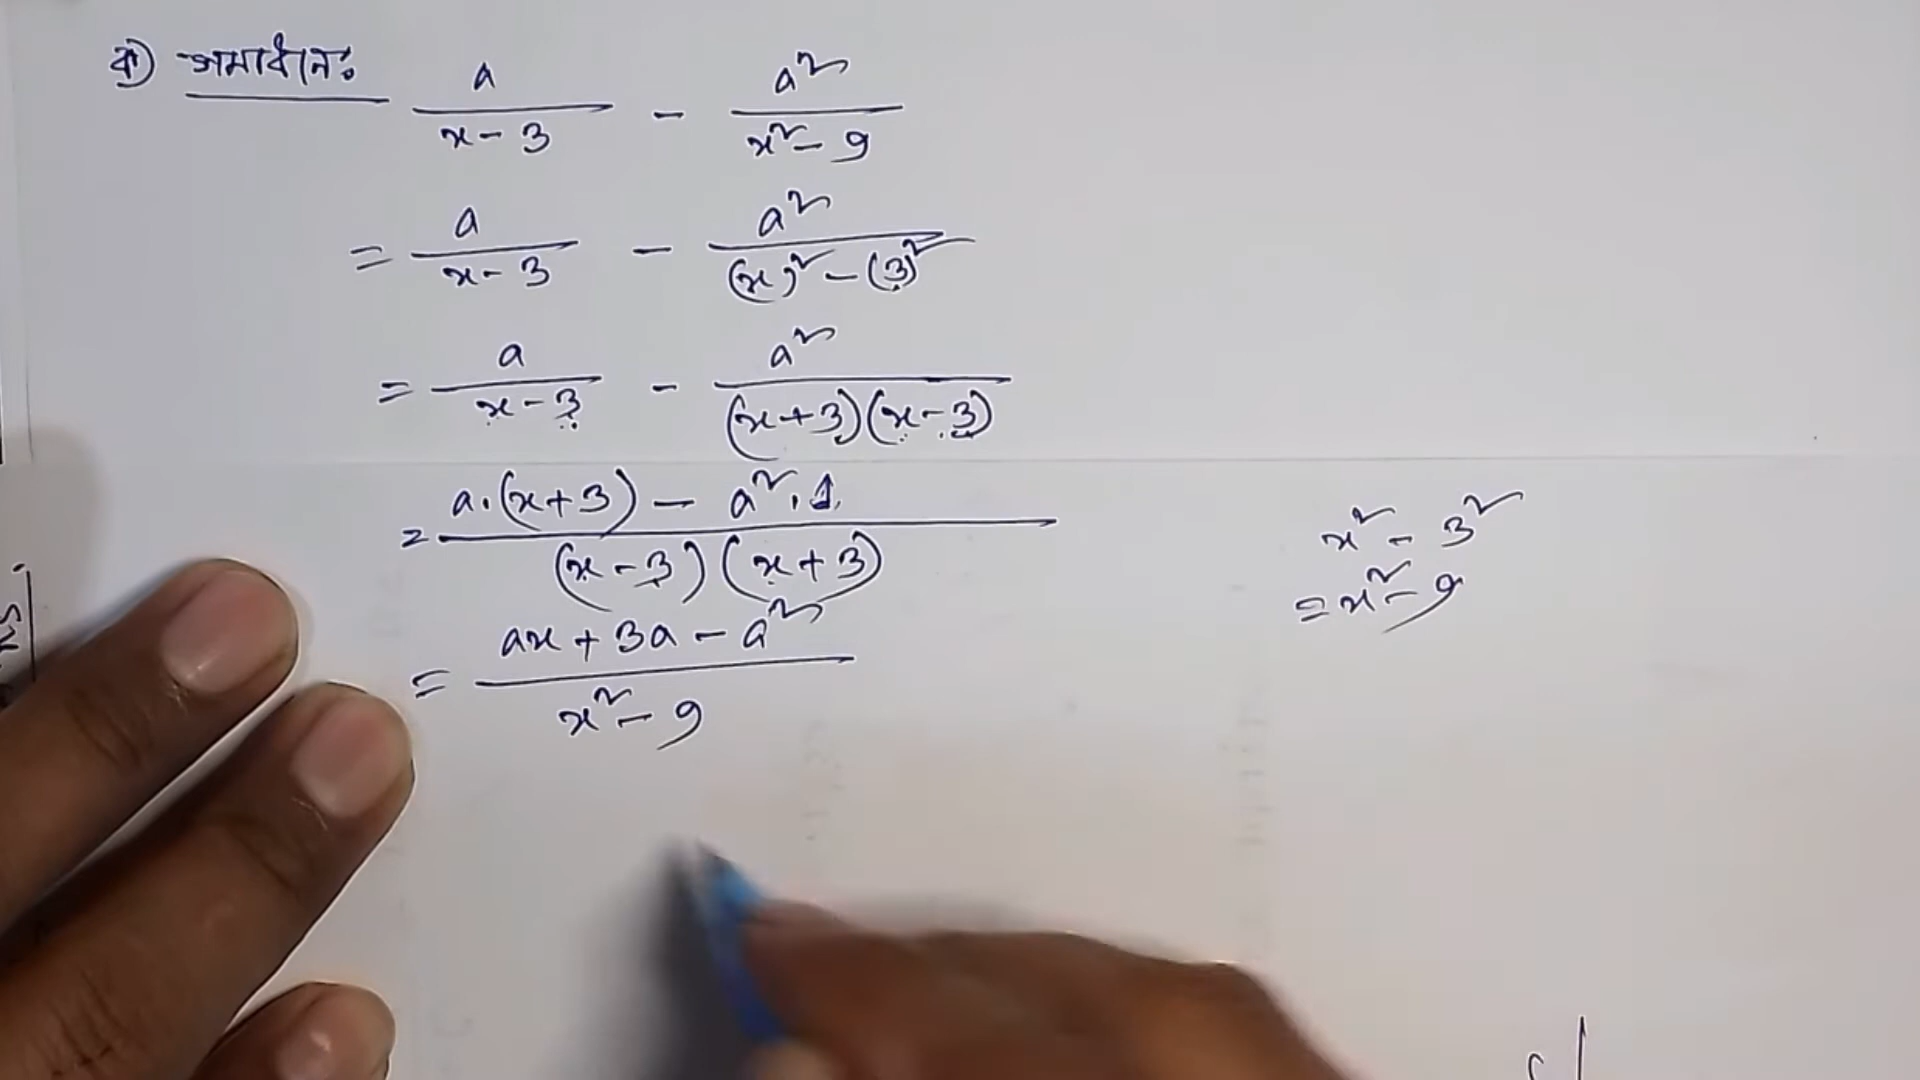 ক) সমাধান: a/(x-3) - a²/(x²-9)
= a/(x-3) - a²/((x)²-(3)²)
= a/(x-3) - a²/((x+3)(x-3))
= (a.(x+3) - a².1)/((x-3)(x+3))
= (ax+3a-a²)/(x²-9)
x² - 3²
= x² - 9